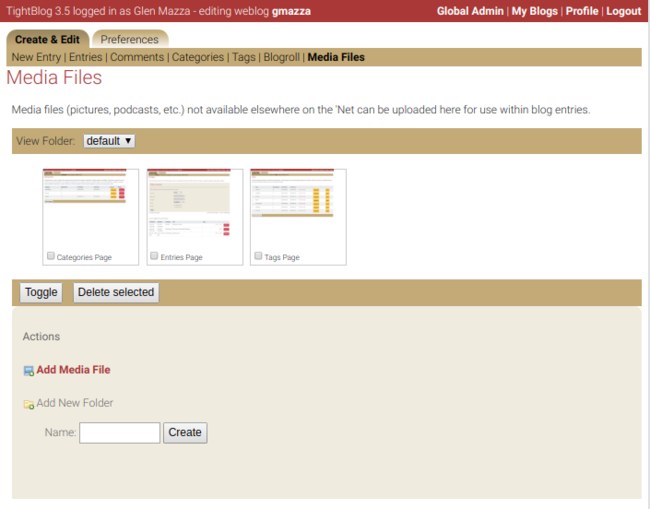 TightBlog 3.5 logged in as Glen Mazza - editing weblog gmazza
Global Admin | My Blogs | Profile | Logout
Create & Edit
Preferences
New Entry | Entries | Comments | Categories | Tags | Blogroll | Media Files
Media Files
Media files (pictures, podcasts, etc.) not available elsewhere on the 'Net can be uploaded here for use within blog entries.
View Folder: default
Categories Page
Entries Page
Tags Page
Toggle
Delete selected
Actions
Add Media File
Add New Folder
Name:
Create